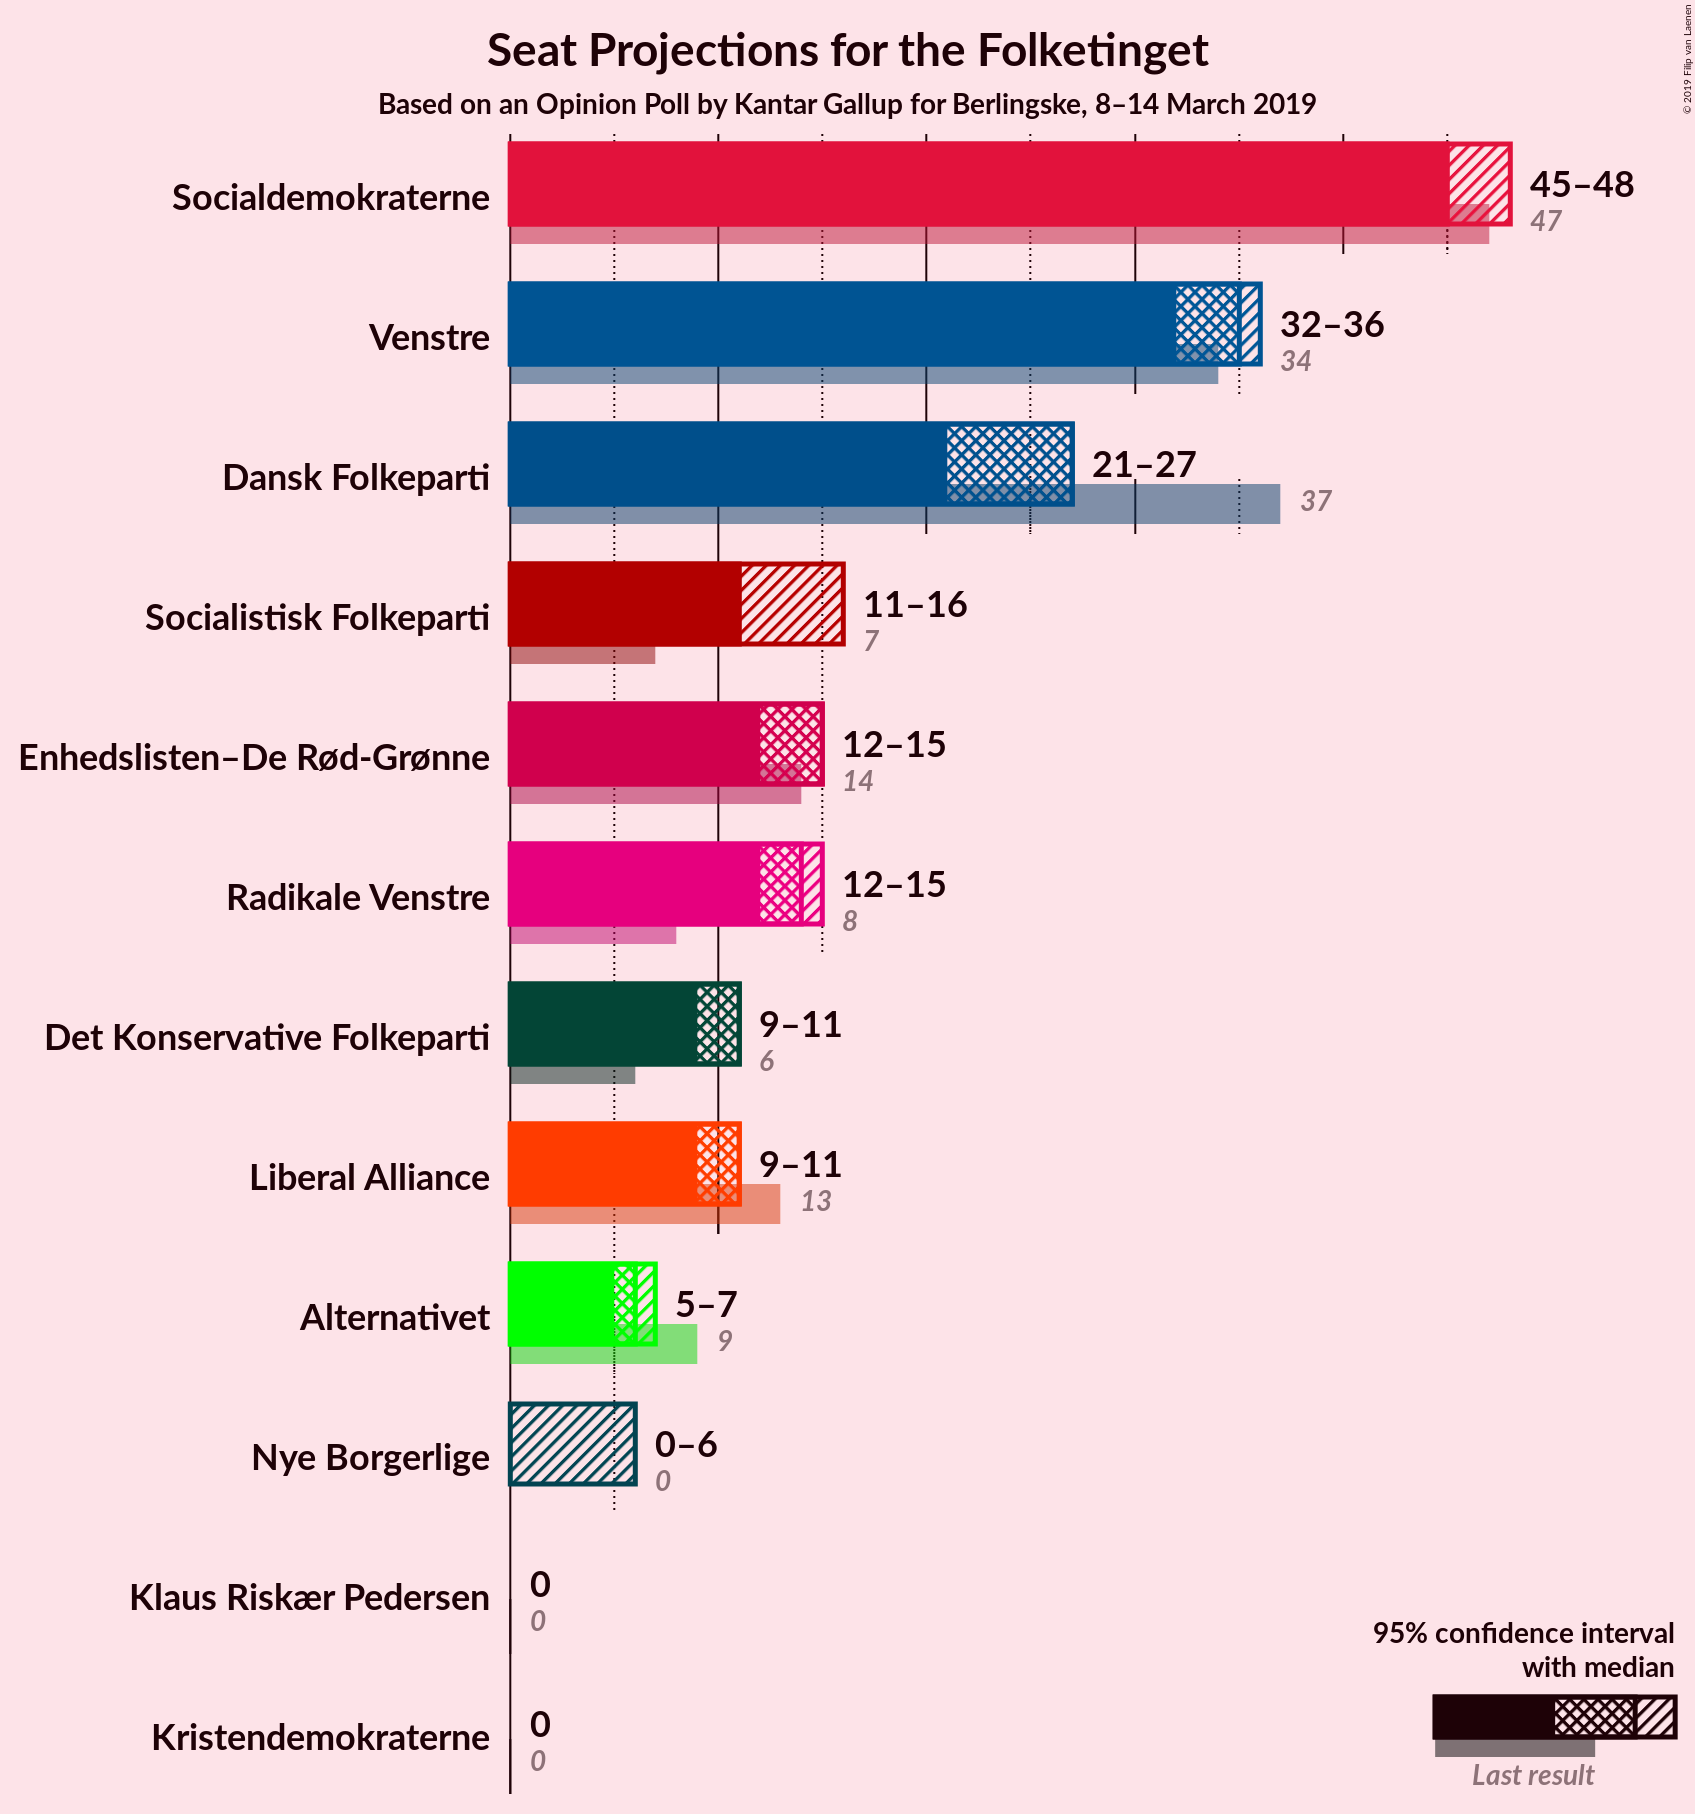 Seat Projections for the Folketinget
Based on an Opinion Poll by Kantar Gallup for Berlingske, 8–14 March 2019
© 2019 Filip van Laenen
Socialdemokraterne
45–48
47
Venstre
32–36
34
Dansk Folkeparti
21–27
37
Socialistisk Folkeparti
11–16
7
Enhedslisten–De Rød-Grønne
12–15
14
Radikale Venstre
12–15
8
Det Konservative Folkeparti
9–11
6
Liberal Alliance
9–11
13
Alternativet
5–7
9
Nye Borgerlige
0–6
0
Klaus Riskær Pedersen
0
0
Kristendemokraterne
0
0
95% confidence interval
with median
Last result